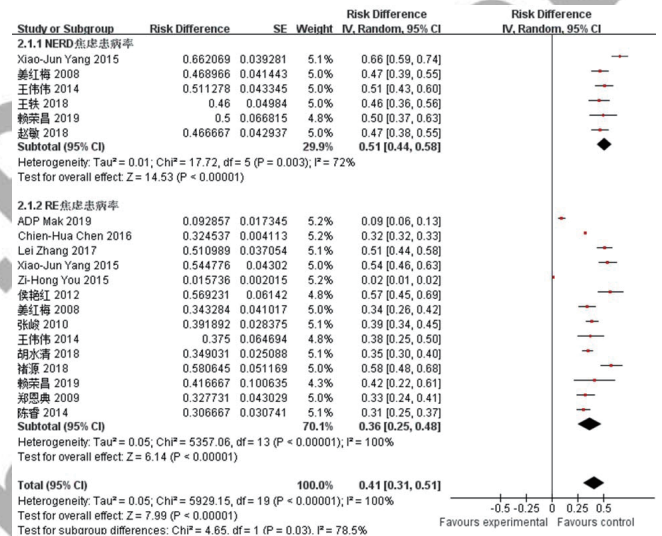 Risk Difference Risk Difference
Study or Subgroup Risk Difference SE Weight IV, Random, 95% CI IV, Random, 95% CI
2.1.1 NERD焦虑患病率
Xiao-Jun Yang 2015 0.662069 0.039281 5.1% 0.66 [0.59, 0.74]
姜红梅 2008 0.468966 0.041443 5.0% 0.47 [0.39, 0.55]
王伟伟 2014 0.511278 0.043345 5.0% 0.51 [0.43, 0.60]
王轶 2018 0.46 0.04984 5.0% 0.46 [0.36, 0.56]
赖荣昌 2019 0.5 0.066815 4.8% 0.50 [0.37, 0.63]
赵敏 2018 0.466667 0.042937 5.0% 0.47 [0.38, 0.55]
Subtotal (95% CI) 29.9% 0.51 [0.44, 0.58]
Heterogeneity: Tau² = 0.01; Chi² = 17.72, df = 5 (P = 0.003); I² = 72%
Test for overall effect: Z = 14.53 (P < 0.00001)
2.1.2 RE焦虑患病率
ADP Mak 2019 0.092857 0.017345 5.2% 0.09 [0.06, 0.13]
Chien-Hua Chen 2016 0.324537 0.004113 5.2% 0.32 [0.32, 0.33]
Lei Zhang 2017 0.510989 0.037054 5.1% 0.51 [0.44, 0.58]
Xiao-Jun Yang 2015 0.544776 0.04302 5.0% 0.54 [0.46, 0.63]
Zi-Hong You 2015 0.015736 0.002015 5.2% 0.02 [0.01, 0.02]
侯艳红 2012 0.569231 0.06142 4.8% 0.57 [0.45, 0.69]
姜红梅 2008 0.343284 0.041017 5.0% 0.34 [0.26, 0.42]
张峻 2010 0.391892 0.028375 5.1% 0.39 [0.34, 0.45]
王伟伟 2014 0.375 0.064694 4.8% 0.38 [0.25, 0.50]
胡水清 2018 0.349031 0.025088 5.1% 0.35 [0.30, 0.40]
褚源 2018 0.580645 0.051169 5.0% 0.58 [0.48, 0.68]
赖荣昌 2019 0.416667 0.100635 4.3% 0.42 [0.22, 0.61]
郑恩典 2009 0.327731 0.043029 5.0% 0.33 [0.24, 0.41]
陈睿 2014 0.306667 0.030741 5.1% 0.31 [0.25, 0.37]
Subtotal (95% CI) 70.1% 0.36 [0.25, 0.48]
Heterogeneity: Tau² = 0.05; Chi² = 5357.06, df = 13 (P < 0.00001); I² = 100%
Test for overall effect: Z = 6.14 (P < 0.00001)
Total (95% CI) 100.0% 0.41 [0.31, 0.51]
Heterogeneity: Tau² = 0.05; Chi² = 5929.15, df = 19 (P < 0.00001); I² = 100%
Test for overall effect: Z = 7.99 (P < 0.00001)
Test for subgroup differences: Chi² = 4.65, df = 1 (P = 0.03), I² = 78.5%
-0.5 -0.25 0 0.25 0.5
Favours experimental Favours control